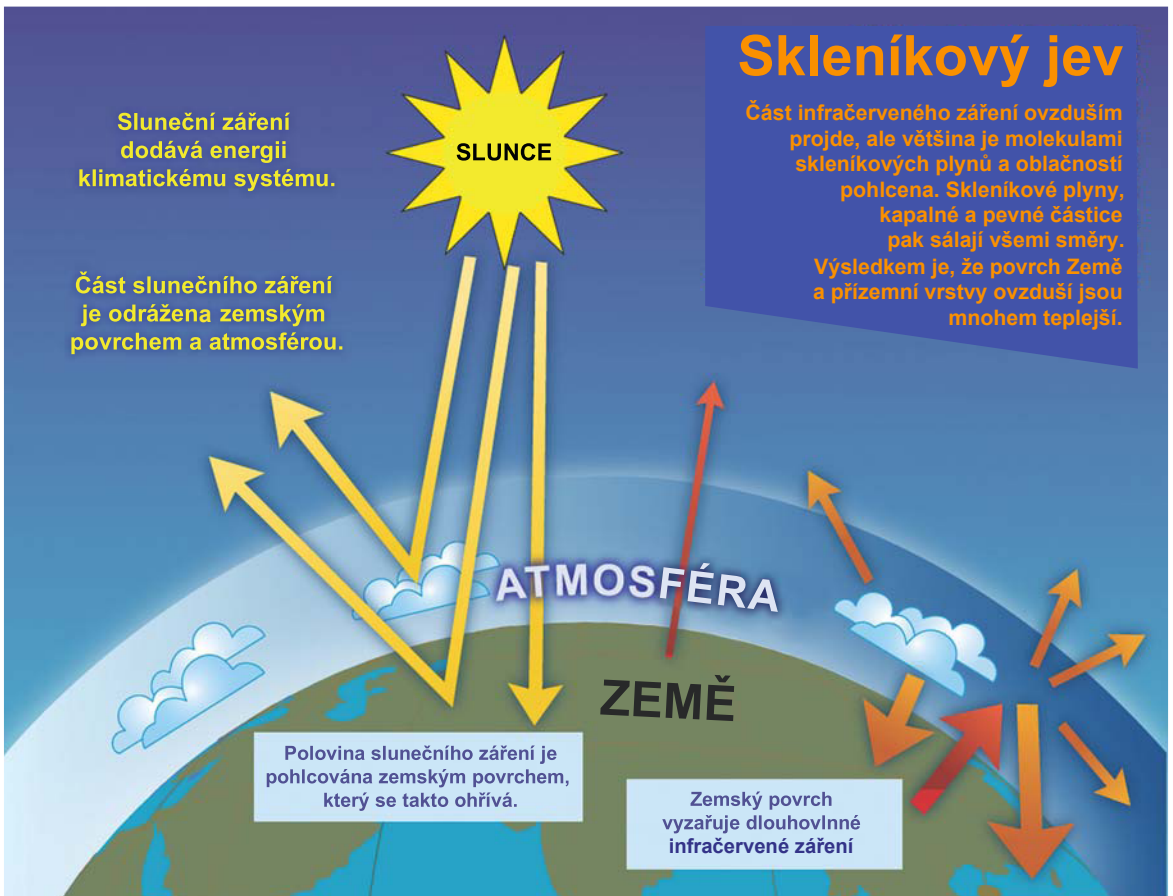 Skleníkový jev
Část infračerveného záření ovzduším
projde, ale většina je molekulami
skleníkových plynů a oblačností
pohlcena. Skleníkové plyny,
kapalné a pevné částice
pak sálají všemi směry.
Výsledkem je, že povrch Země
a přízemní vrstvy ovzduší jsou
mnohem teplejší.
Sluneční záření
dodává energii
klimatickému systému.
SLUNCE
Část slunečního záření
je odrážena zemským
povrchem a atmosférou.
ATMOSFÉRA
ZEMĚ
Polovina slunečního záření je
pohlcována zemským povrchem,
který se takto ohřívá.
Zemský povrch
vyzařuje dlouhovlnné
infračervené záření